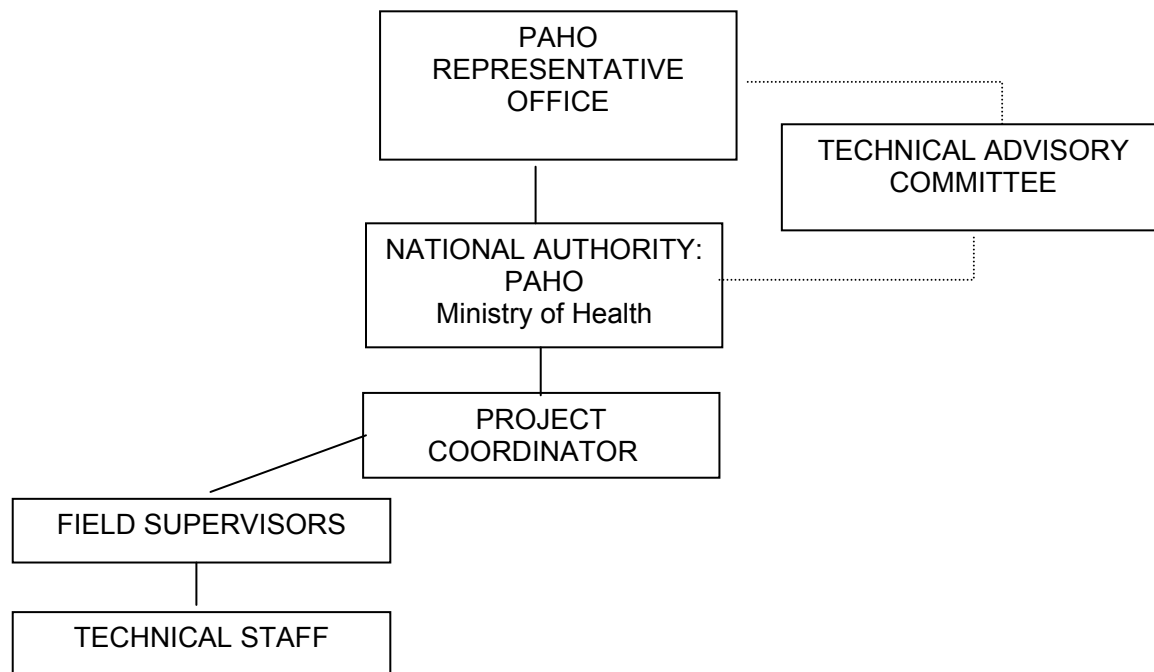 PAHO
REPRESENTATIVE
OFFICE
TECHNICAL ADVISORY
COMMITTEE
NATIONAL AUTHORITY:
PAHO
Ministry of Health
PROJECT
COORDINATOR
FIELD SUPERVISORS
TECHNICAL STAFF